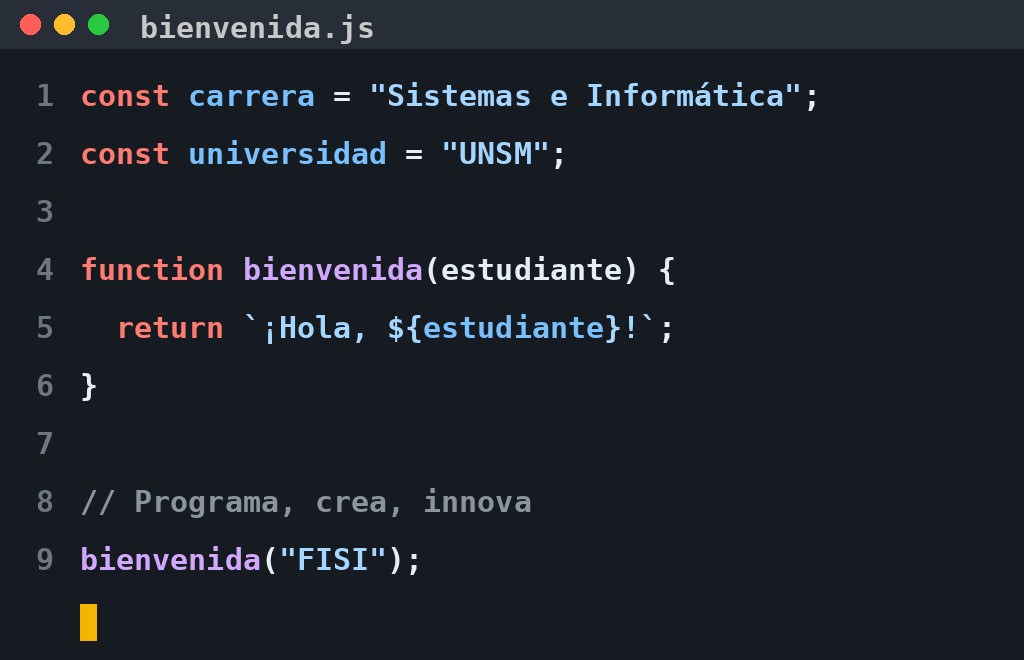 bienvenida.js
1 const carrera = "Sistemas e Informática";
2 const universidad = "UNSM";
3
4 function bienvenida(estudiante) {
5   return `¡Hola, ${estudiante}!`;
6 }
7
8 // Programa, crea, innova
9 bienvenida("FISI");